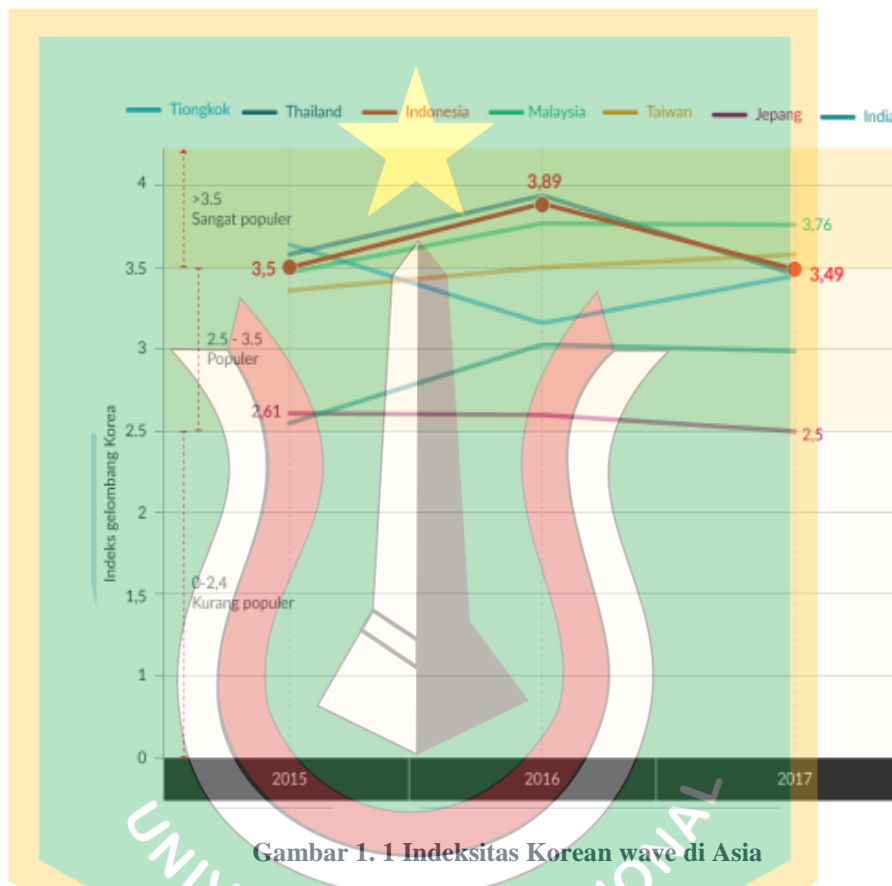 Tiongkok Thailand Indonesia Malaysia Taiwan Jepang India
4
>3.5
Sangat populer
3,89
3,76
3.5
3,5
3,49
2.5 - 3.5
Populer
3
2,61
2.5
2,5
Indeks gelombang Korea
2
0-2,4
Kurang populer
1,5
1
0
2015 2016 2017
Gambar 1. 1 Indeksitas Korean wave di Asia